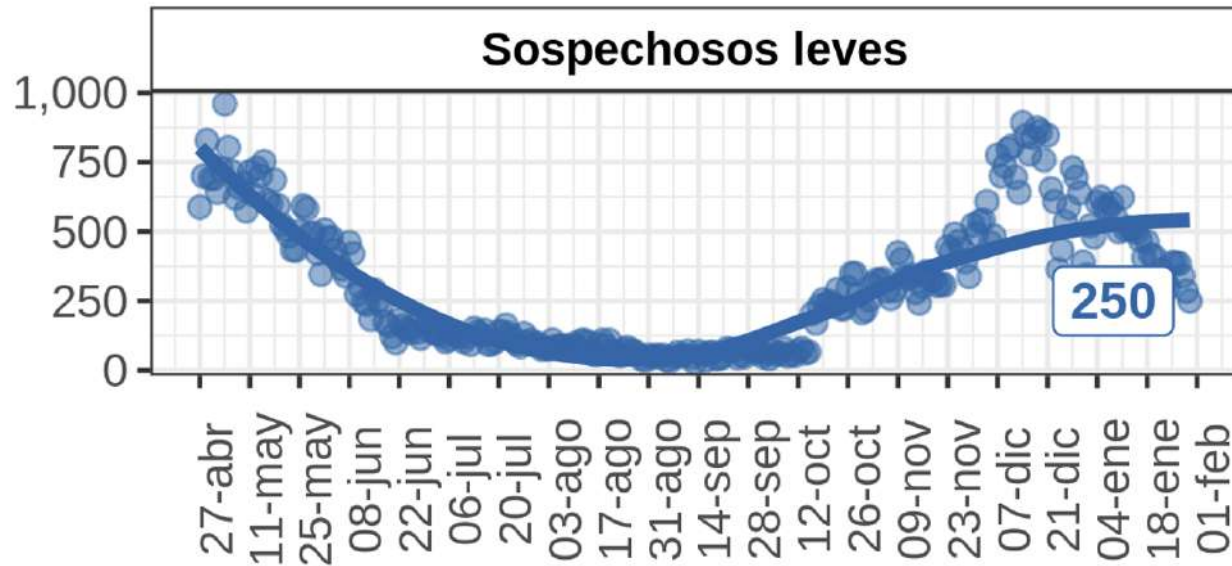 Sospechosos leves
1,000
750
500
250
0
250
27-abr
11-may
25-may
08-jun
22-jun
06-jul
20-jul
03-ago
17-ago
31-ago
14-sep
28-sep
12-oct
26-oct
09-nov
23-nov
07-dic
21-dic
04-ene
18-ene
01-feb